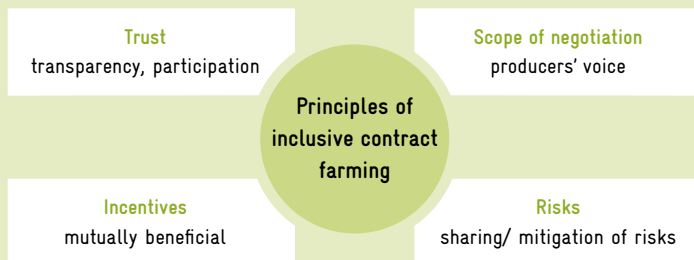 Trust
transparency, participation
Scope of negotiation
producers' voice
Principles of
inclusive contract
farming
Incentives
mutually beneficial
Risks
sharing/ mitigation of risks